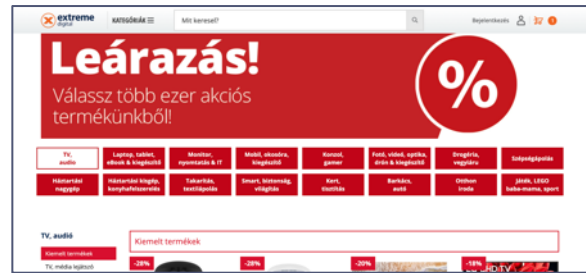 extreme
digital
KATEGÓRIÁK
Mit keresel?
Bejelentkezés
Leárazás!
Válassz több ezer akciós
termékünkből!
%
TV,
audio
Laptop, tablet,
eBook & kiegészítő
Monitor,
nyomtatás & IT
Mobil, okosóra,
kiegészítő
Konzol,
gamer
Fotó, videó, optika,
drón & kiegészítő
Drogéria,
vegyiáru
Szépségápolás
Háztartási
nagygép
Háztartási kisgép,
konyhafelszerelés
Takarítás,
textilápolás
Smart, biztonság,
világítás
Kert,
tisztítás
Barkács,
autó
Otthon
iroda
Játék, LEGO
baba-mama, sport
TV, audió
Kiemelt termékek
TV, média lejátszó
Kiemelt termékek
-28%
-28%
-20%
-18%